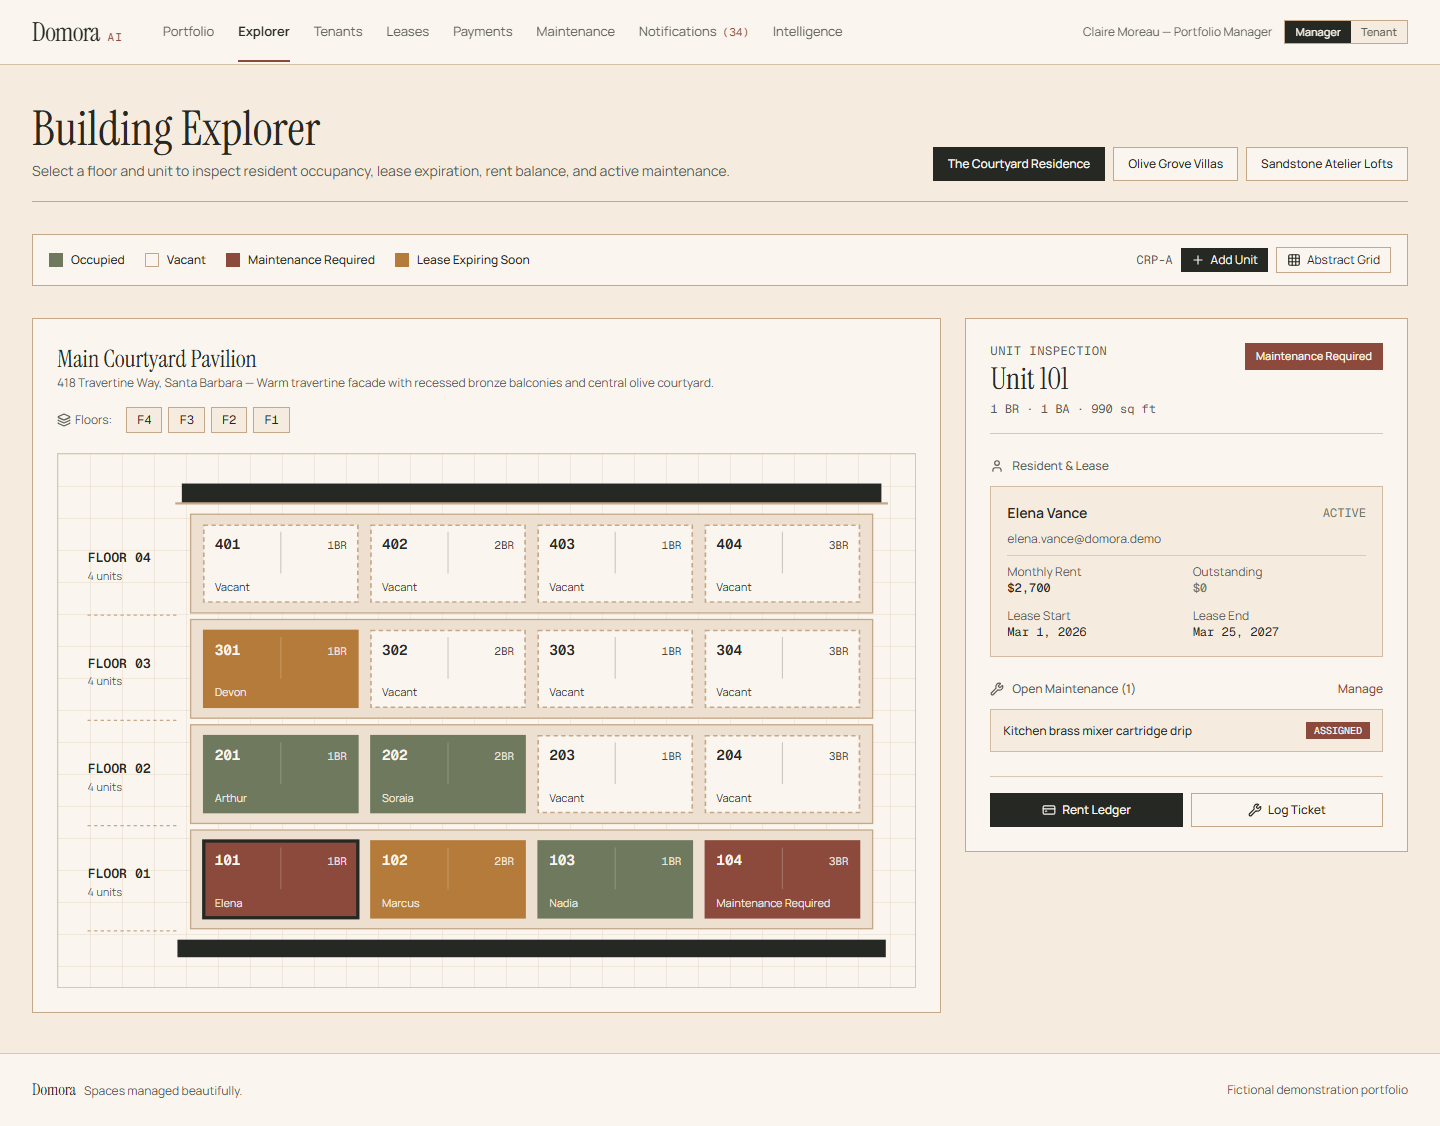 Domora AI
Portfolio
Explorer
Tenants
Leases
Payments
Maintenance
Notifications (34)
Intelligence
Claire Moreau — Portfolio Manager
Manager
Tenant
Building Explorer
Select a floor and unit to inspect resident occupancy, lease expiration, rent balance, and active maintenance.
The Courtyard Residence
Olive Grove Villas
Sandstone Atelier Lofts
Occupied
Vacant
Maintenance Required
Lease Expiring Soon
CRP-A
Add Unit
Abstract Grid
Main Courtyard Pavilion
418 Travertine Way, Santa Barbara — Warm travertine facade with recessed bronze balconies and central olive courtyard.
Floors:
F4
F3
F2
F1
FLOOR 04
4 units
401 1BR
Vacant
402 2BR
Vacant
403 1BR
Vacant
404 3BR
Vacant
FLOOR 03
4 units
301 1BR
Devon
302 2BR
Vacant
303 1BR
Vacant
304 3BR
Vacant
FLOOR 02
4 units
201 1BR
Arthur
202 2BR
Soraia
203 1BR
Vacant
204 3BR
Vacant
FLOOR 01
4 units
101 1BR
Elena
102 2BR
Marcus
103 1BR
Nadia
104 3BR
Maintenance Required
UNIT INSPECTION
Unit 101
1 BR · 1 BA · 990 sq ft
Maintenance Required
Resident & Lease
Elena Vance
ACTIVE
elena.vance@domora.demo
Monthly Rent
$2,700
Outstanding
$0
Lease Start
Mar 1, 2026
Lease End
Mar 25, 2027
Open Maintenance (1)
Manage
Kitchen brass mixer cartridge drip
ASSIGNED
Rent Ledger
Log Ticket
Domora Spaces managed beautifully.
Fictional demonstration portfolio